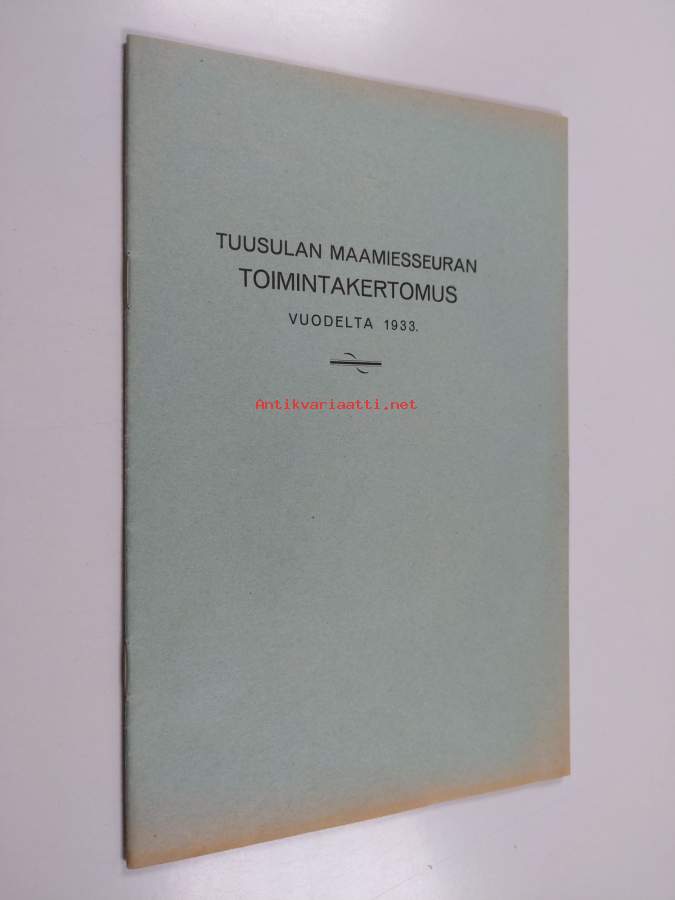 TUUSULAN MAAMIESSEURAN
TOIMINTAKERTOMUS
VUODELTA 1933.
Antikvariaatti.net